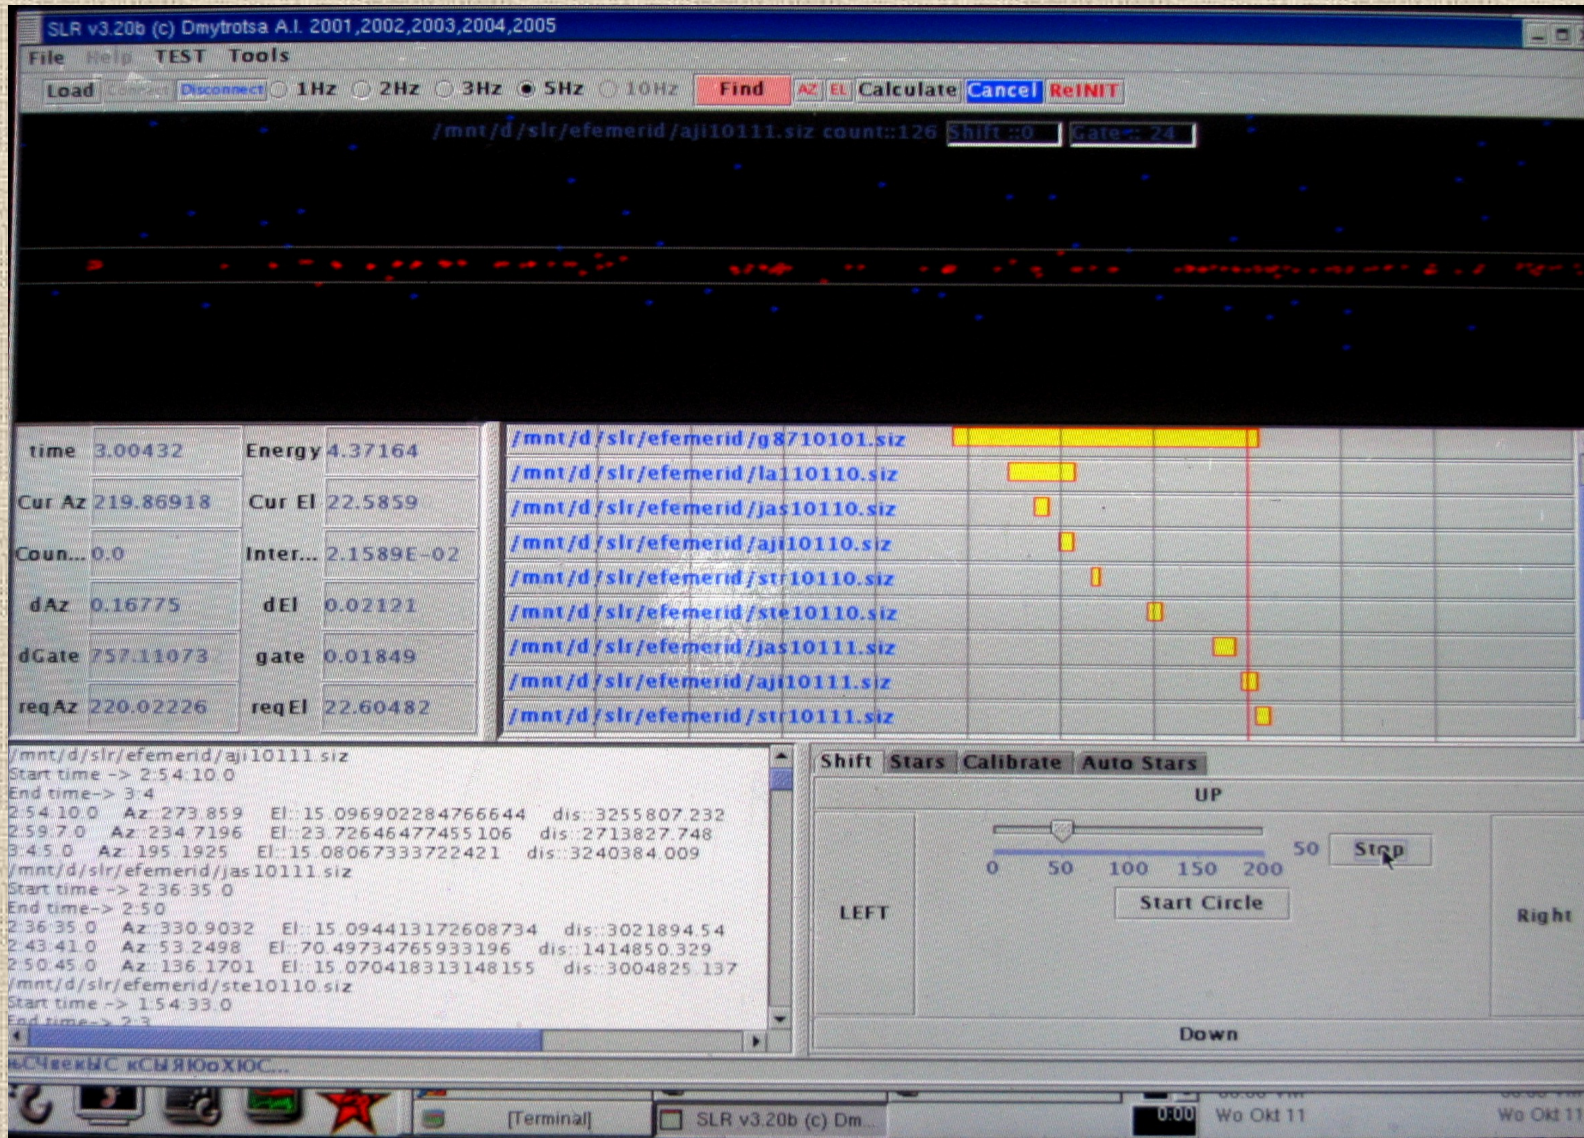 SLR v3.20b (c) Dmytrotsa A.I. 2001,2002,2003,2004,2005
File Help TEST Tools
Load Connect Disconnect 1Hz 2Hz 3Hz 5Hz 10Hz Find AZ EL Calculate Cancel ReINIT
/mnt/d/slr/efemerid/aji10111.siz count::126 Shift ::0 Gate :: 24
time 3.00432 Energy 4.37164
Cur Az 219.86918 Cur El 22.5859
Coun... 0.0 Inter... 2.1589E-02
dAz 0.16775 dEl 0.02121
dGate 757.11073 gate 0.01849
reqAz 220.02226 reqEl 22.60482
/mnt/d/slr/efemerid/g8710101.siz
/mnt/d/slr/efemerid/la110110.siz
/mnt/d/slr/efemerid/jas10110.siz
/mnt/d/slr/efemerid/aji10110.siz
/mnt/d/slr/efemerid/str10110.siz
/mnt/d/slr/efemerid/ste10110.siz
/mnt/d/slr/efemerid/jas10111.siz
/mnt/d/slr/efemerid/aji10111.siz
/mnt/d/slr/efemerid/str10111.siz
/mnt/d/slr/efemerid/aji10111.siz
Start time -> 2:54:10.0
End time-> 3:4
2:54:10.0 Az::273.859 El::15.096902284766644 dis::3255807.232
2:59:7.0 Az::234.7196 El::23.72646477455106 dis::2713827.748
3:4:5.0 Az::195.1925 El::15.08067333722421 dis::3240384.009
/mnt/d/slr/efemerid/jas10111.siz
Start time -> 2:36:35.0
End time-> 2:50
2:36:35.0 Az::330.9032 El::15.094413172608734 dis::3021894.54
2:43:41.0 Az::53.2498 El::70.49734765933196 dis::1414850.329
2:50:45.0 Az::136.1701 El::15.070418313148155 dis::3004825.137
/mnt/d/slr/efemerid/ste10110.siz
Start time -> 1:54:33.0
End time-> 2:3
Shift Stars Calibrate Auto Stars
UP
LEFT
0 50 100 150 200
50 Stop
Start Circle
Right
Down
[Terminal] SLR v3.20b (c) Dm...
0:00 Wo Okt 11 Wo Okt 11